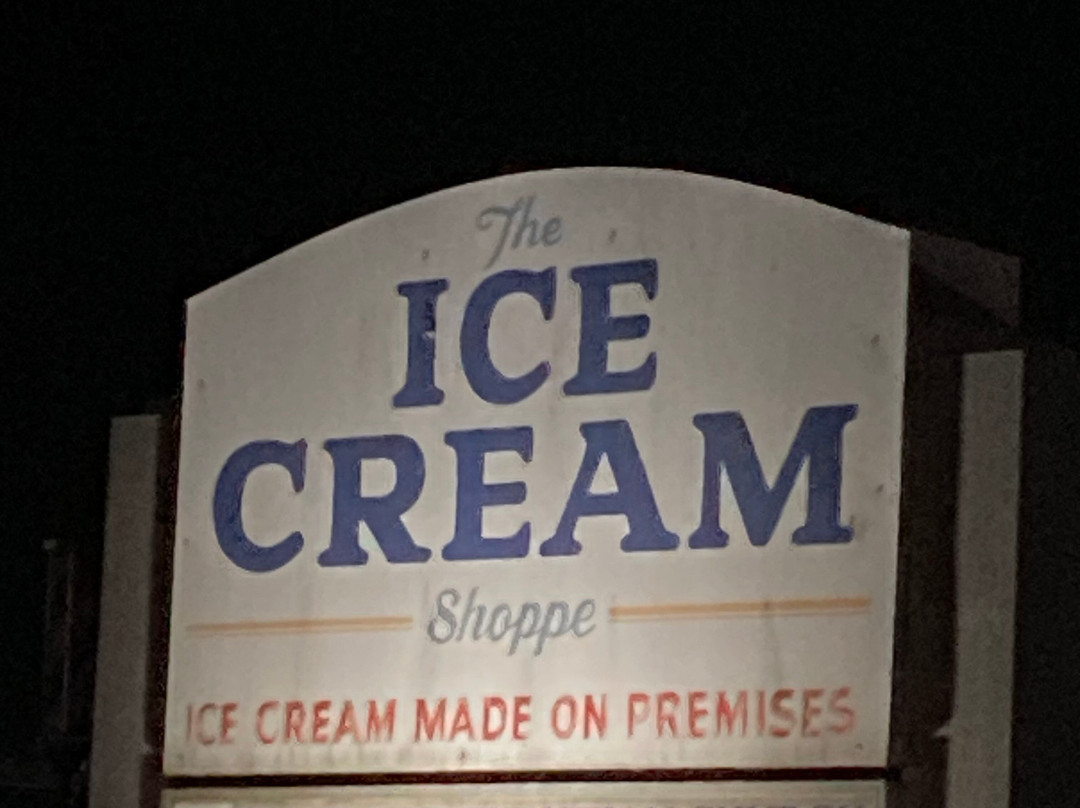 The
ICE
CREAM
Shoppe
ICE CREAM MADE ON PREMISES